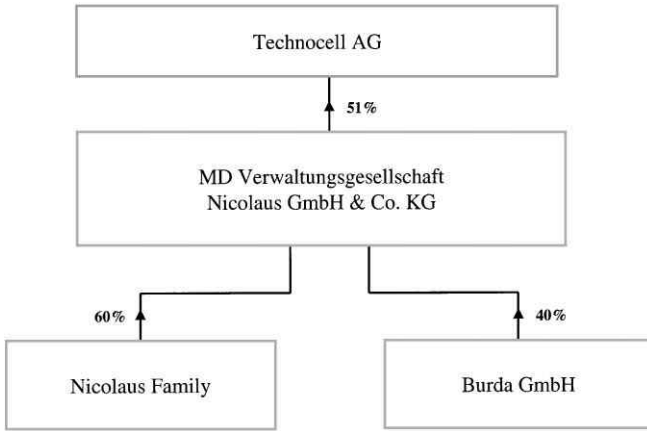 Technocell AG
51%
MD Verwaltungsgesellschaft
Nicolaus GmbH & Co. KG
60%
40%
Nicolaus Family
Burda GmbH